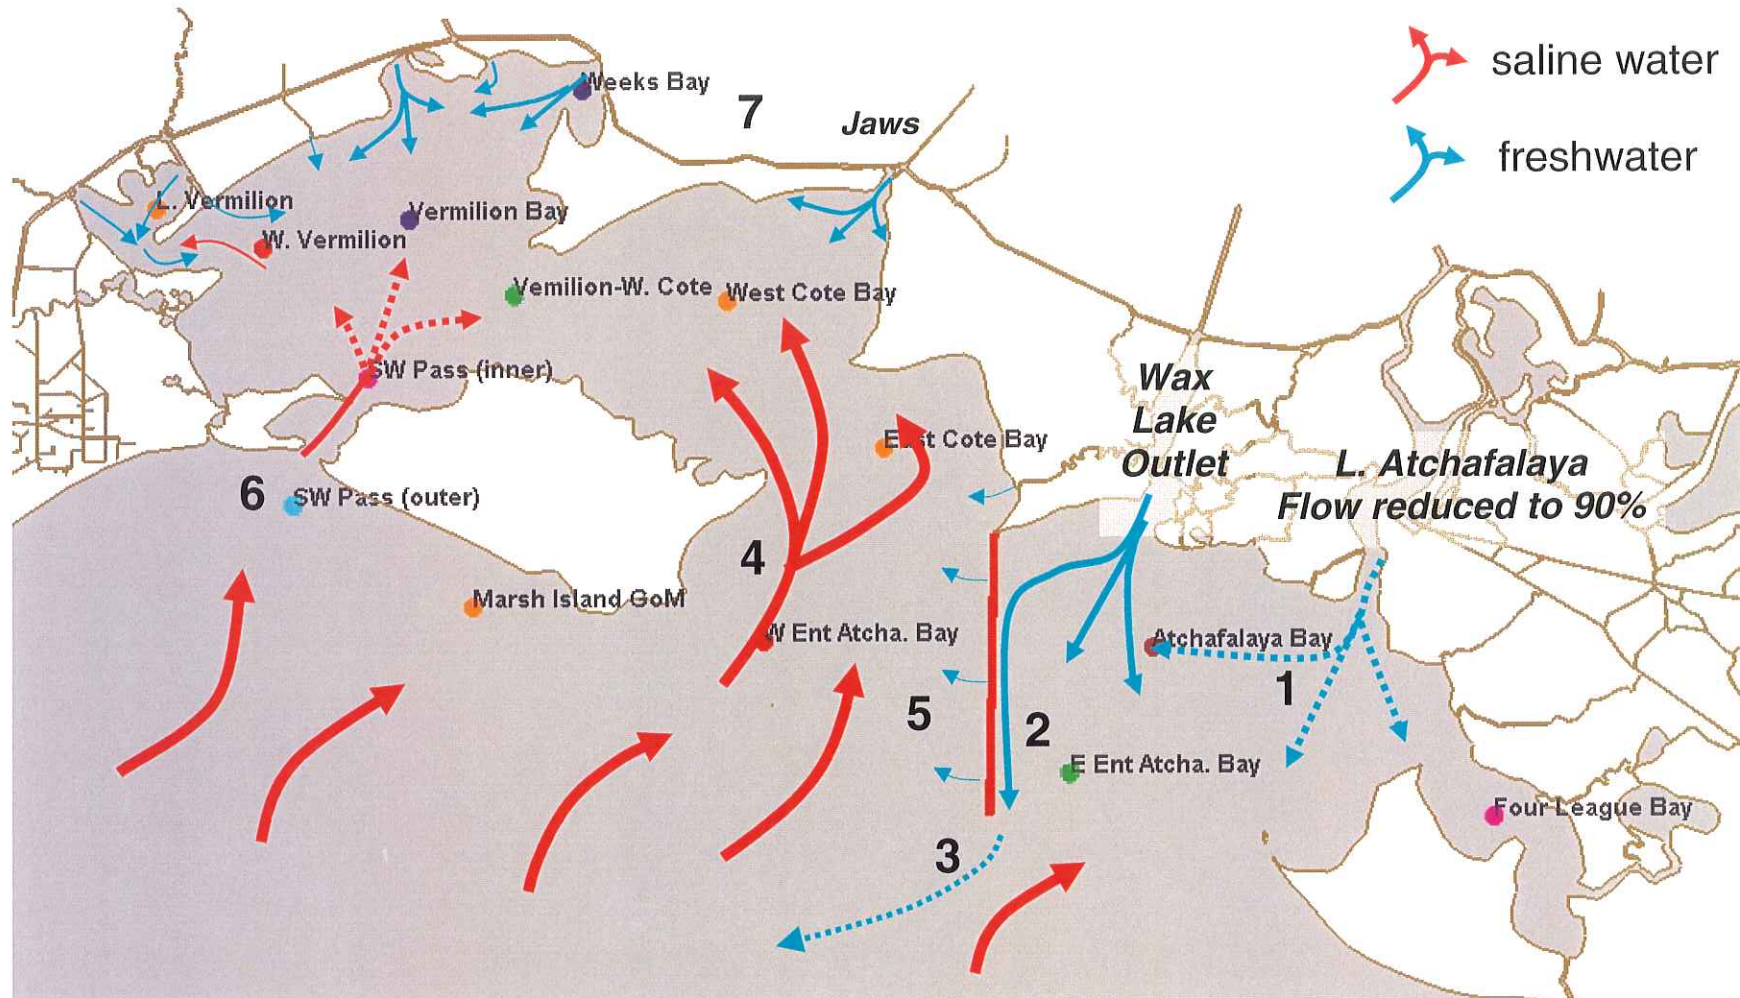 saline water
freshwater
Weeks Bay
7
Jaws
L. Vermilion
Vermilion Bay
W. Vermilion
Vemilion-W. Cote
West Cote Bay
SW Pass (inner)
Wax
Lake
Outlet
East Cote Bay
L. Atchafalaya
Flow reduced to 90%
6
SW Pass (outer)
4
Marsh Island GoM
W Ent Atcha. Bay
Atchafalaya Bay
1
5
2
E Ent Atcha. Bay
Four League Bay
3